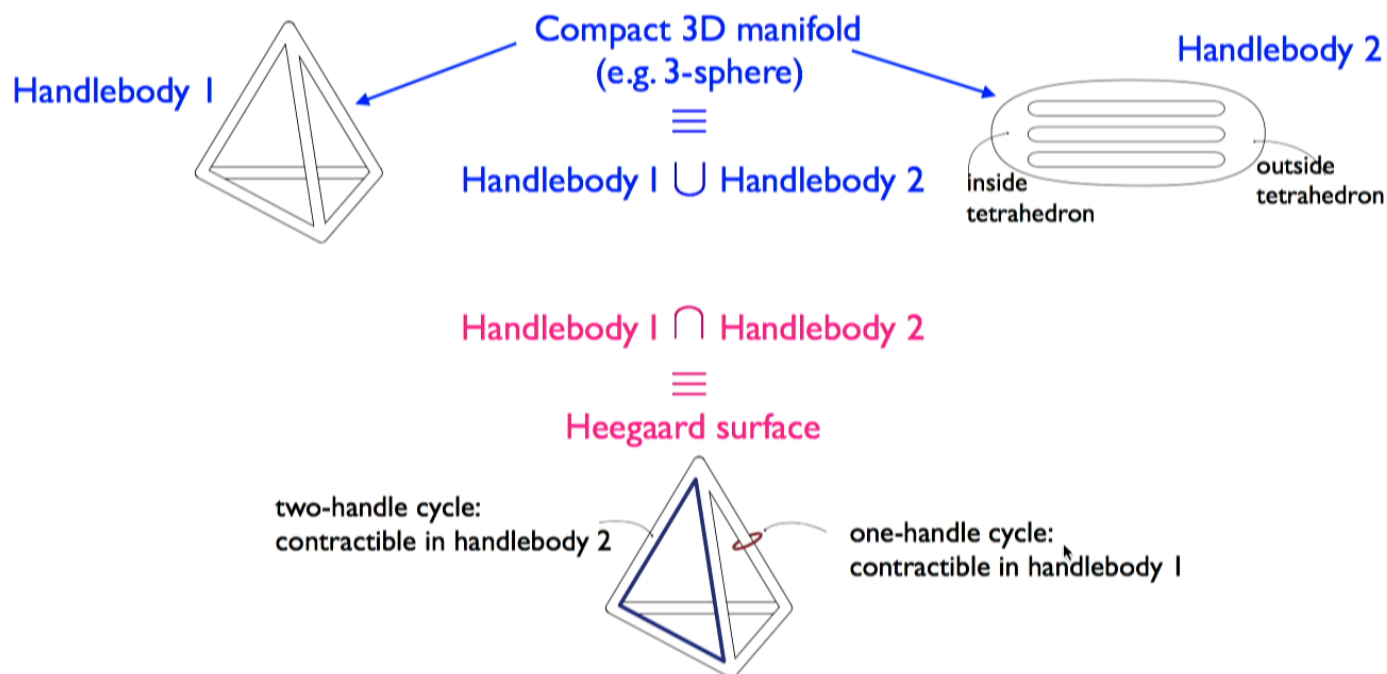 Compact 3D manifold
(e.g. 3-sphere)
≡
Handlebody 1 ∪ Handlebody 2
Handlebody 1
Handlebody 2
inside
tetrahedron
outside
tetrahedron
Handlebody 1 ∩ Handlebody 2
≡
Heegaard surface
two-handle cycle:
contractible in handlebody 2
one-handle cycle:
contractible in handlebody 1